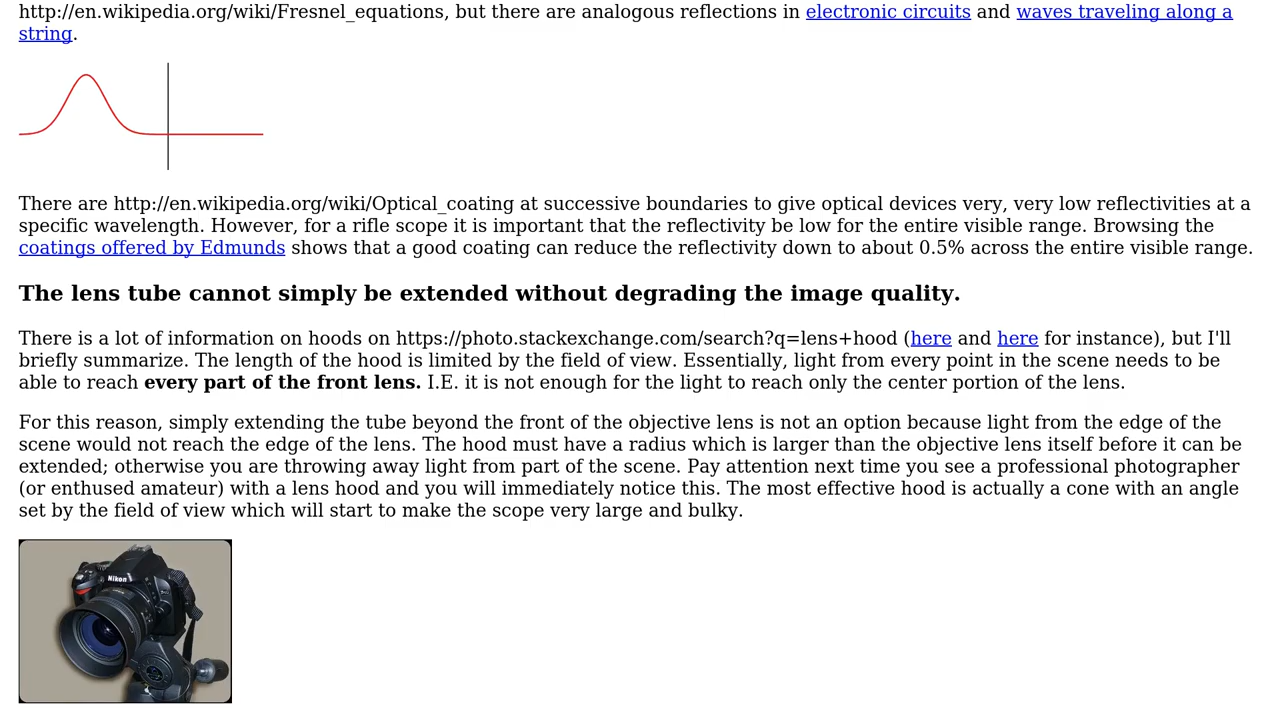 http://en.wikipedia.org/wiki/Fresnel_equations, but there are analogous reflections in electronic circuits and waves traveling along a
string.
There are http://en.wikipedia.org/wiki/Optical_coating at successive boundaries to give optical devices very, very low reflectivities at a
specific wavelength. However, for a rifle scope it is important that the reflectivity be low for the entire visible range. Browsing the
coatings offered by Edmunds shows that a good coating can reduce the reflectivity down to about 0.5% across the entire visible range.
The lens tube cannot simply be extended without degrading the image quality.
There is a lot of information on hoods on https://photo.stackexchange.com/search?q=lens+hood (here and here for instance), but I'll
briefly summarize. The length of the hood is limited by the field of view. Essentially, light from every point in the scene needs to be
able to reach every part of the front lens. I.E. it is not enough for the light to reach only the center portion of the lens.
For this reason, simply extending the tube beyond the front of the objective lens is not an option because light from the edge of the
scene would not reach the edge of the lens. The hood must have a radius which is larger than the objective lens itself before it can be
extended; otherwise you are throwing away light from part of the scene. Pay attention next time you see a professional photographer
(or enthused amateur) with a lens hood and you will immediately notice this. The most effective hood is actually a cone with an angle
set by the field of view which will start to make the scope very large and bulky.
Nikon